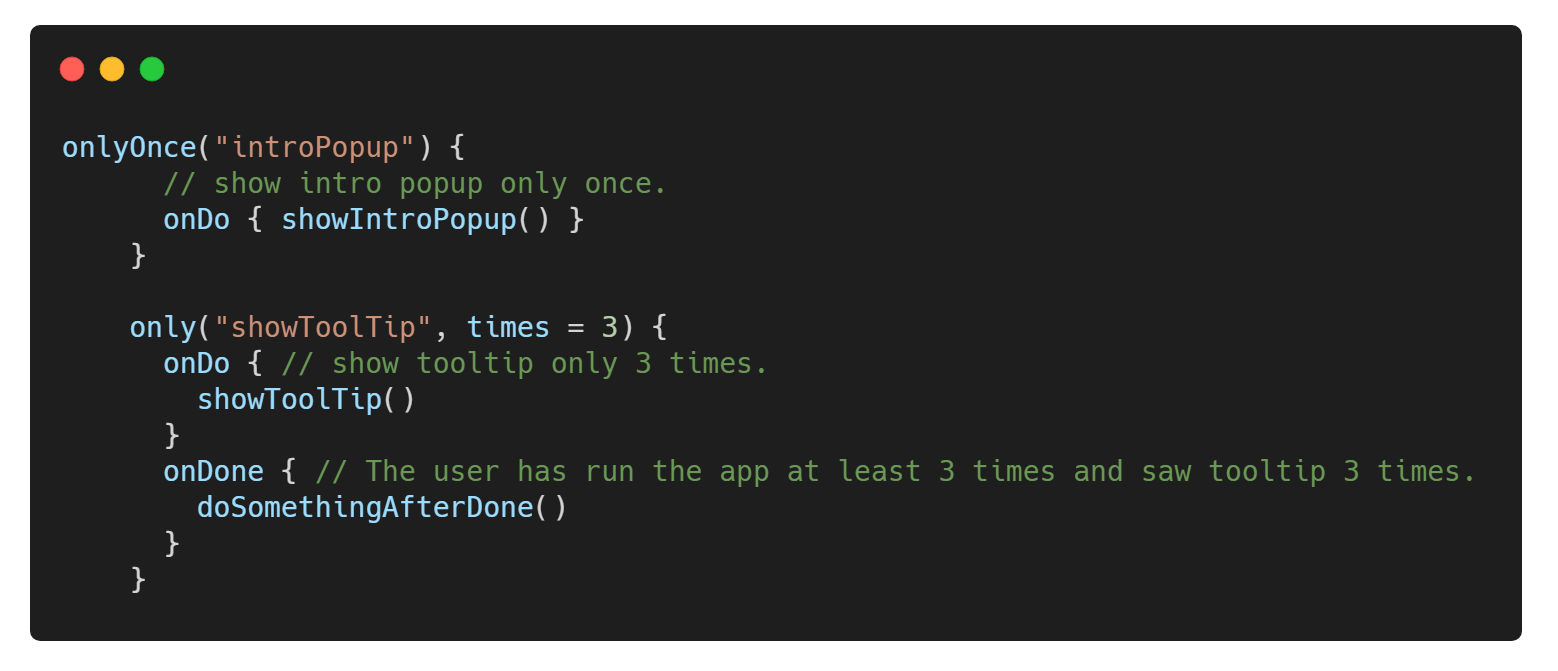 onlyOnce("introPopup") {
      // show intro popup only once.
      onDo { showIntroPopup() }
    }

    only("showToolTip", times = 3) {
      onDo { // show tooltip only 3 times.
        showToolTip()
      }
      onDone { // The user has run the app at least 3 times and saw tooltip 3 times.
        doSomethingAfterDone()
      }
    }